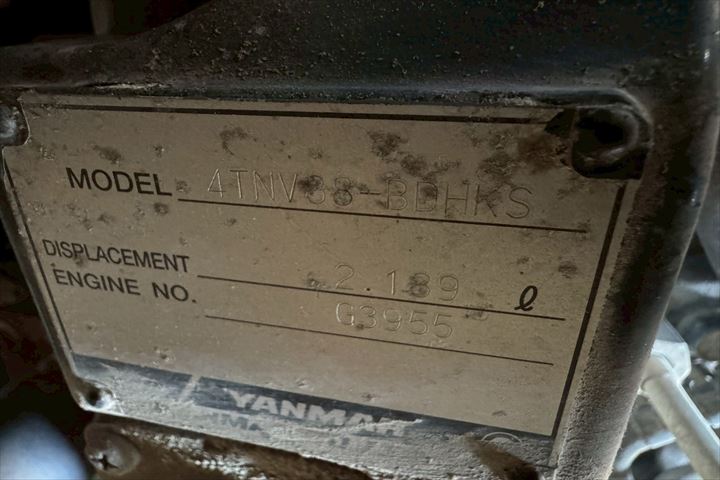 MODEL 4TNV88-BDHKS
DISPLACEMENT 2.189 ℓ
ENGINE NO. G3955
YANMAR